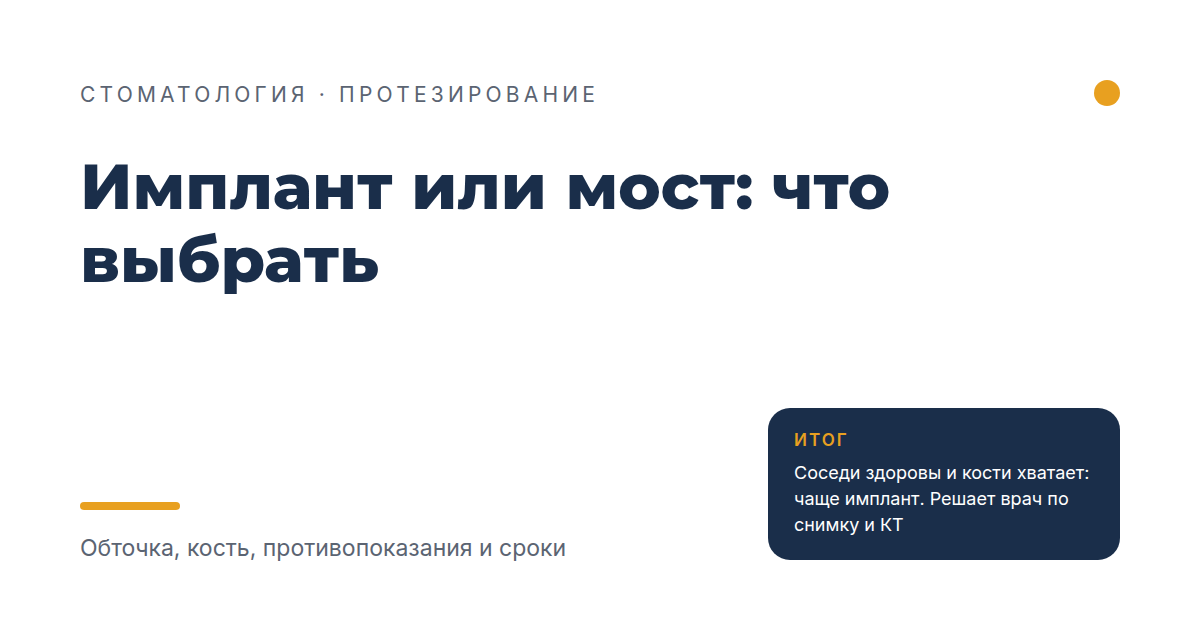 СТОМАТОЛОГИЯ · ПРОТЕЗИРОВАНИЕ
Имплант или мост: что
выбрать
ИТОГ
Соседи здоровы и кости хватает:
чаще имплант. Решает врач по
снимку и КТ
Обточка, кость, противопоказания и сроки